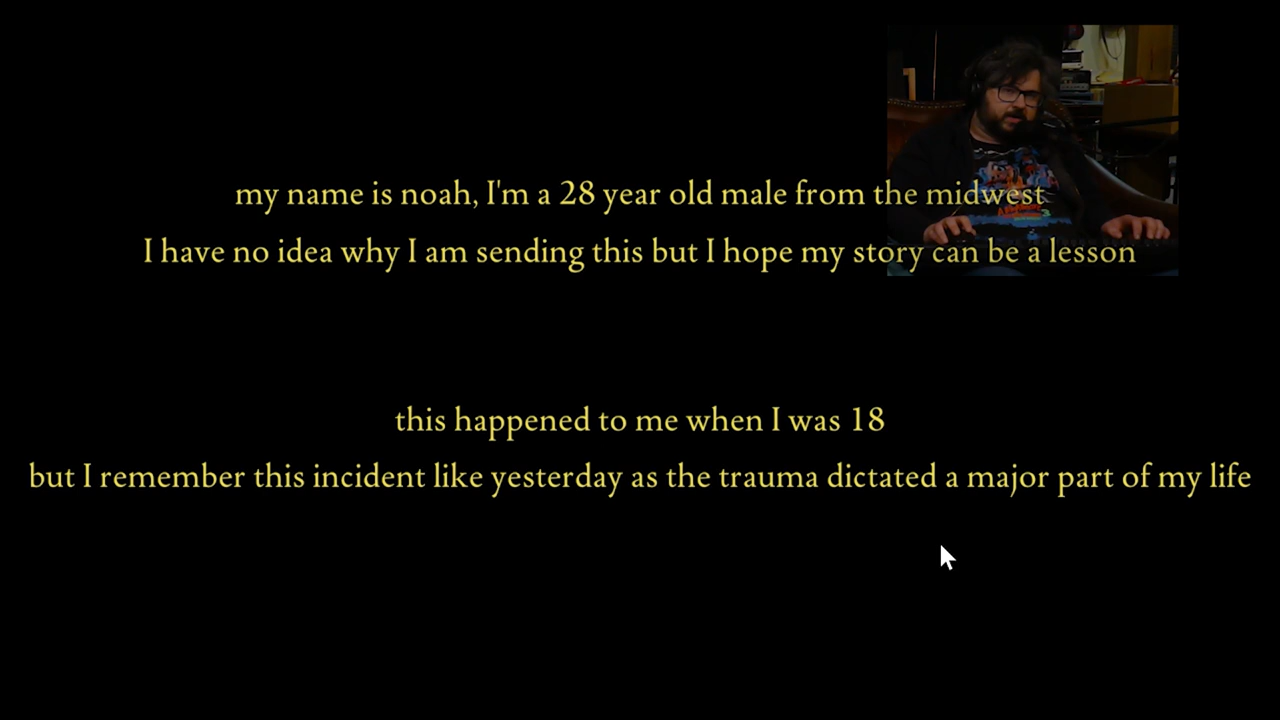 my name is noah, I'm a 28 year old male from the midwest
I have no idea why I am sending this but I hope my story can be a lesson
this happened to me when I was 18
but I remember this incident like yesterday as the trauma dictated a major part of my life